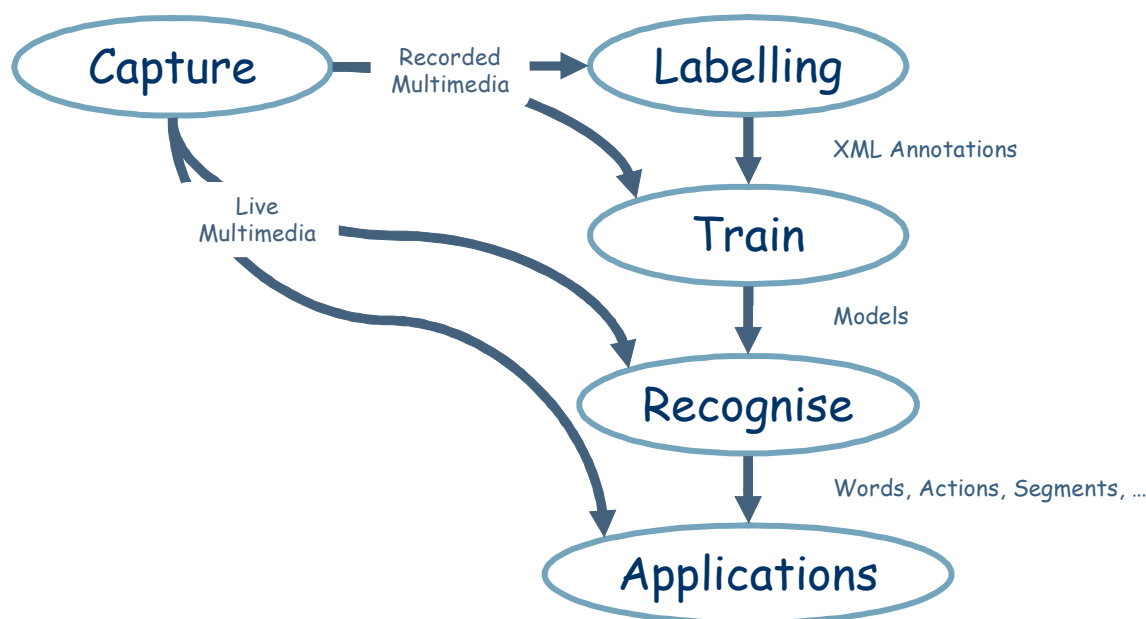 Capture
Recorded
Multimedia
Labelling
XML Annotations
Live
Multimedia
Train
Models
Recognise
Words, Actions, Segments, …
Applications